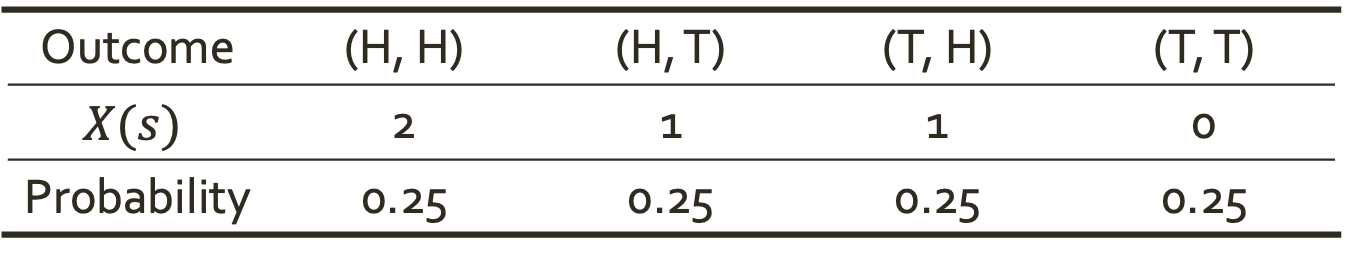 Outcome (H, H) (H, T) (T, H) (T, T)
X(s) 2 1 1 0
Probability 0.25 0.25 0.25 0.25